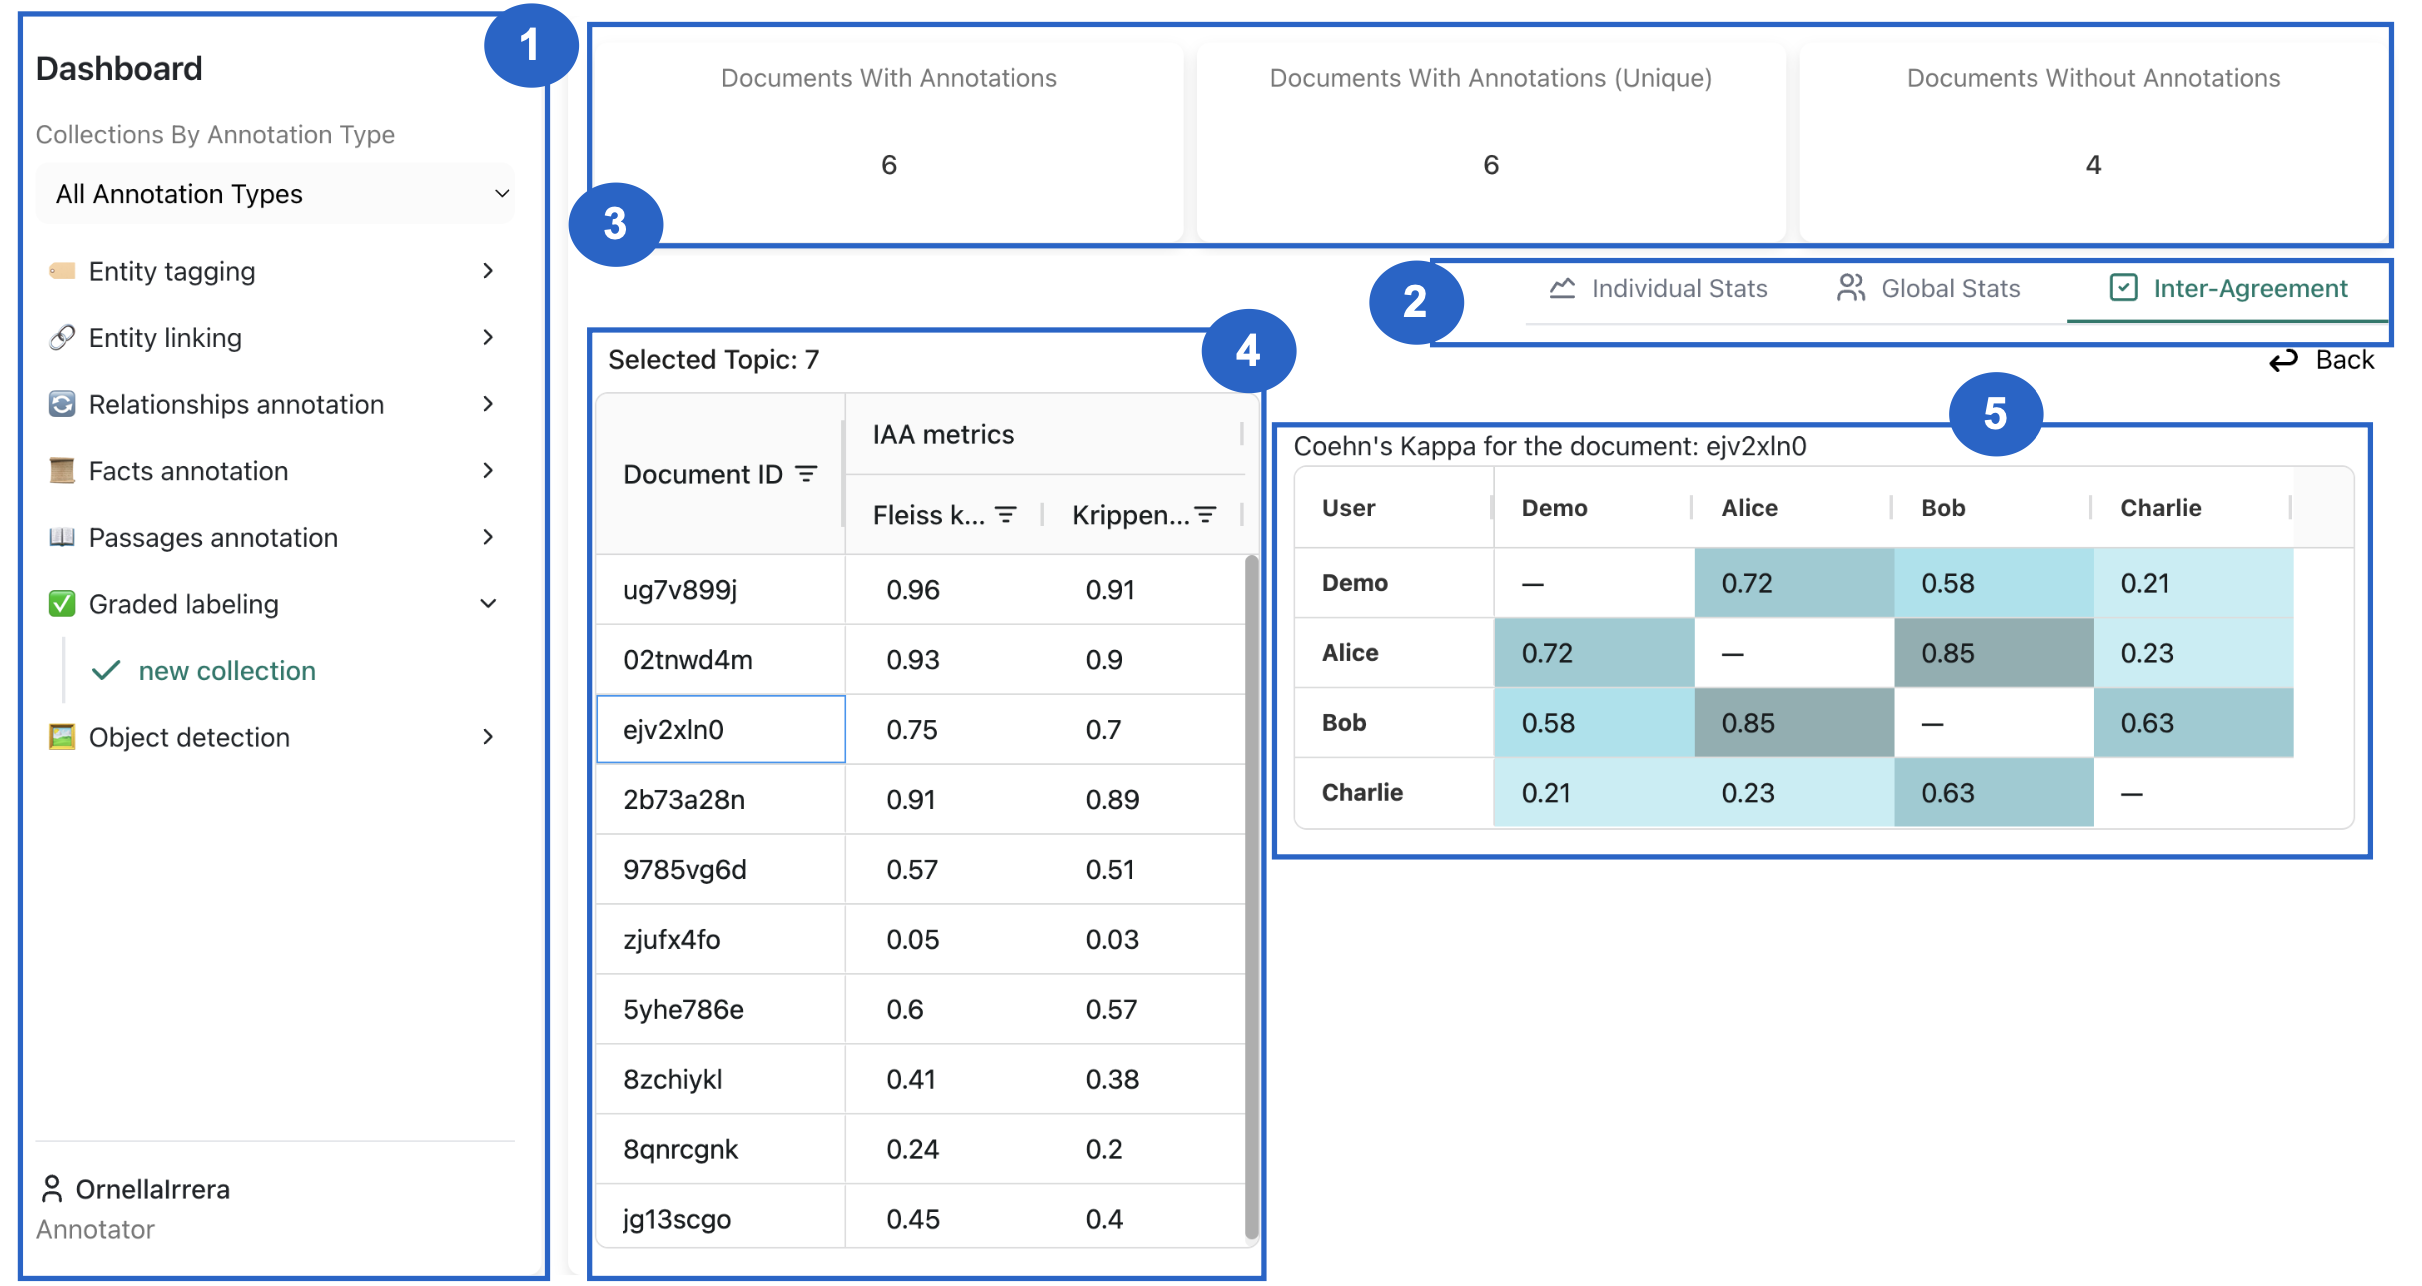 1
Dashboard
Collections By Annotation Type
All Annotation Types
Entity tagging
Entity linking
Relationships annotation
Facts annotation
Passages annotation
Graded labeling
new collection
Object detection
OrnellaIrrera
Annotator
3
Documents With Annotations
6
Documents With Annotations (Unique)
6
Documents Without Annotations
4
2
Individual Stats Global Stats Inter-Agreement
Back
4
Selected Topic: 7
Document ID IAA metrics
Fleiss k... Krippen...
ug7v899j 0.96 0.91
02tnwd4m 0.93 0.9
ejv2xln0 0.75 0.7
2b73a28n 0.91 0.89
9785vg6d 0.57 0.51
zjufx4fo 0.05 0.03
5yhe786e 0.6 0.57
8zchiykl 0.41 0.38
8qnrcgnk 0.24 0.2
jg13scgo 0.45 0.4
5
Coehn's Kappa for the document: ejv2xln0
User Demo Alice Bob Charlie
Demo — 0.72 0.58 0.21
Alice 0.72 — 0.85 0.23
Bob 0.58 0.85 — 0.63
Charlie 0.21 0.23 0.63 —